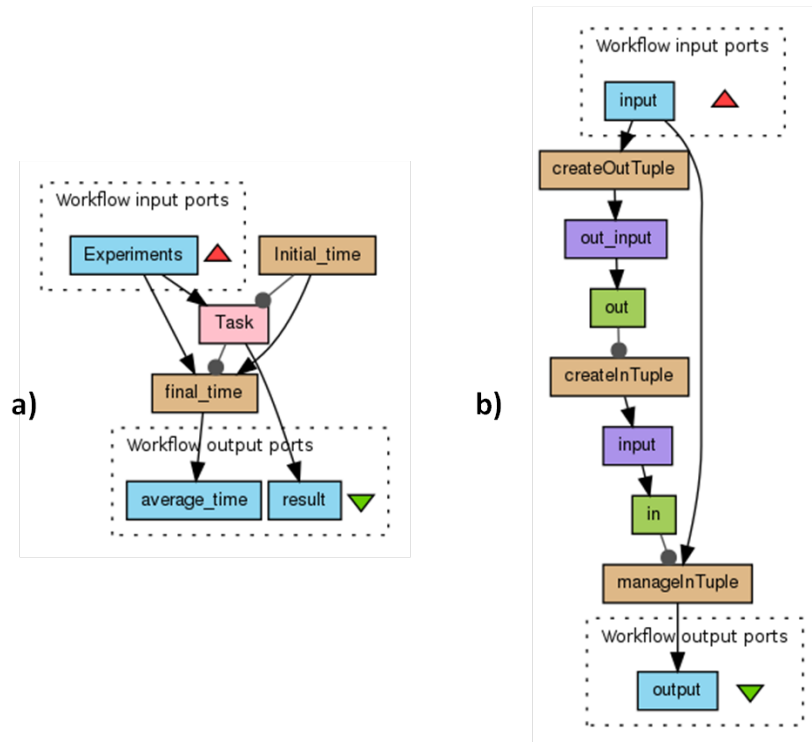 a)
Workflow input ports
Experiments
Initial_time
Task
final_time
Workflow output ports
average_time
result
b)
Workflow input ports
input
createOutTuple
out_input
out
createInTuple
input
in
manageInTuple
Workflow output ports
output